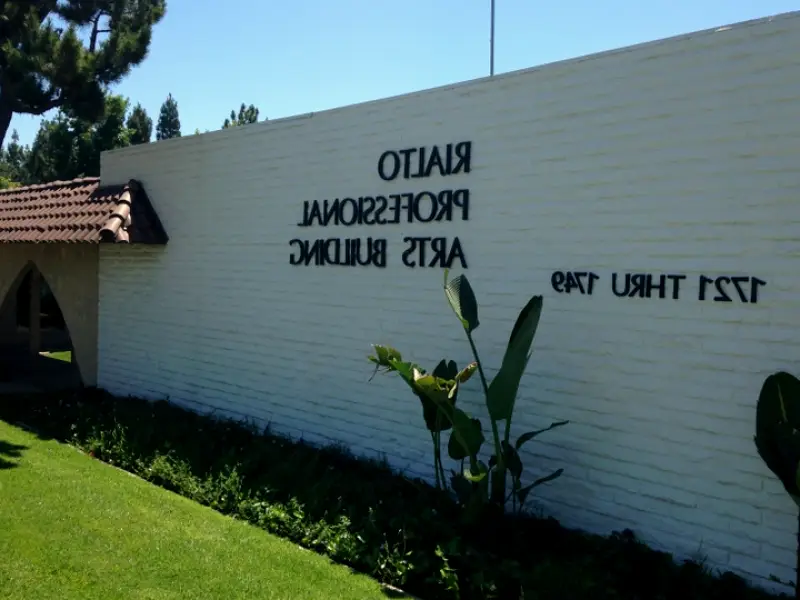 RIALTO
PROFESSIONAL
ARTS BUILDING
1721 THRU 1749